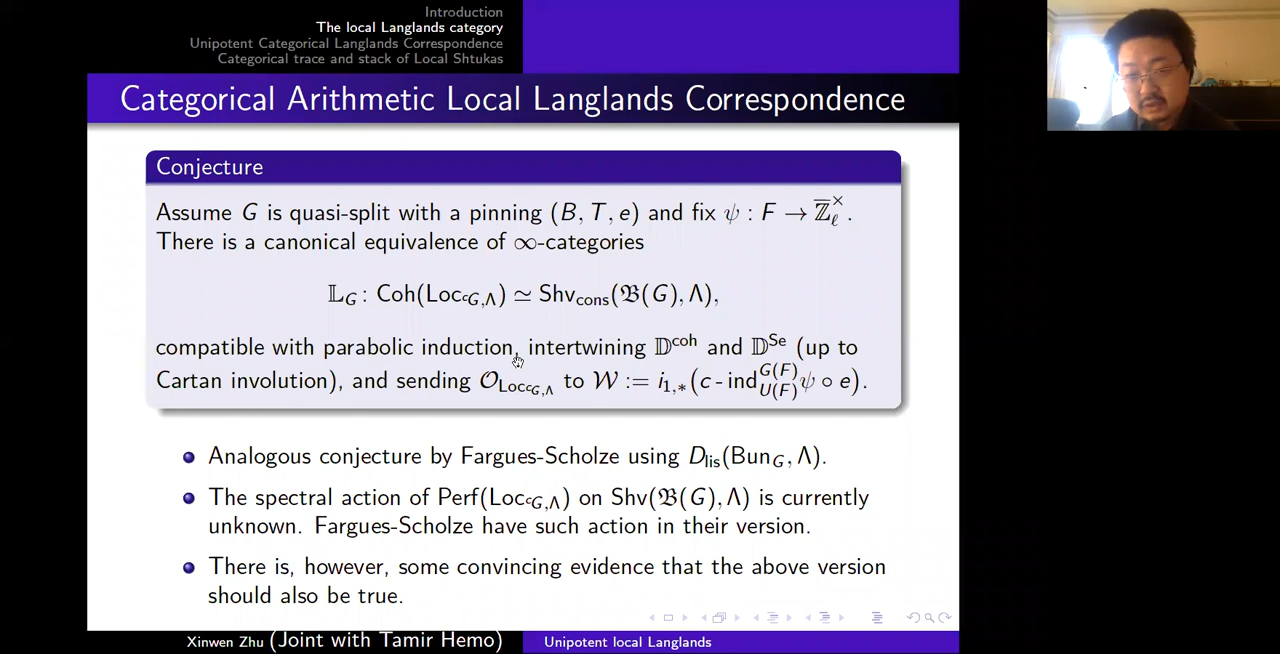 Introduction
The local Langlands category
Unipotent Categorical Langlands Correspondence
Categorical trace and stack of Local Shtukas
Categorical Arithmetic Local Langlands Correspondence
Conjecture
Assume G is quasi-split with a pinning (B, T, e) and fix ψ : F → Z̅_ℓ^×.
There is a canonical equivalence of ∞-categories
𝕃_G : Coh(Loc_{ᶜG,Λ}) ≃ Shv_cons(𝔅(G), Λ),
compatible with parabolic induction, intertwining 𝔻^coh and 𝔻^Se (up to
Cartan involution), and sending 𝒪_{Loc_{ᶜG,Λ}} to 𝒲 := i_{1,*}(c-ind_{U(F)}^{G(F)} ψ ∘ e).
Analogous conjecture by Fargues-Scholze using D_lis(Bun_G, Λ).
The spectral action of Perf(Loc_{ᶜG,Λ}) on Shv(𝔅(G), Λ) is currently
unknown. Fargues-Scholze have such action in their version.
There is, however, some convincing evidence that the above version
should also be true.
Xinwen Zhu (Joint with Tamir Hemo)
Unipotent local Langlands